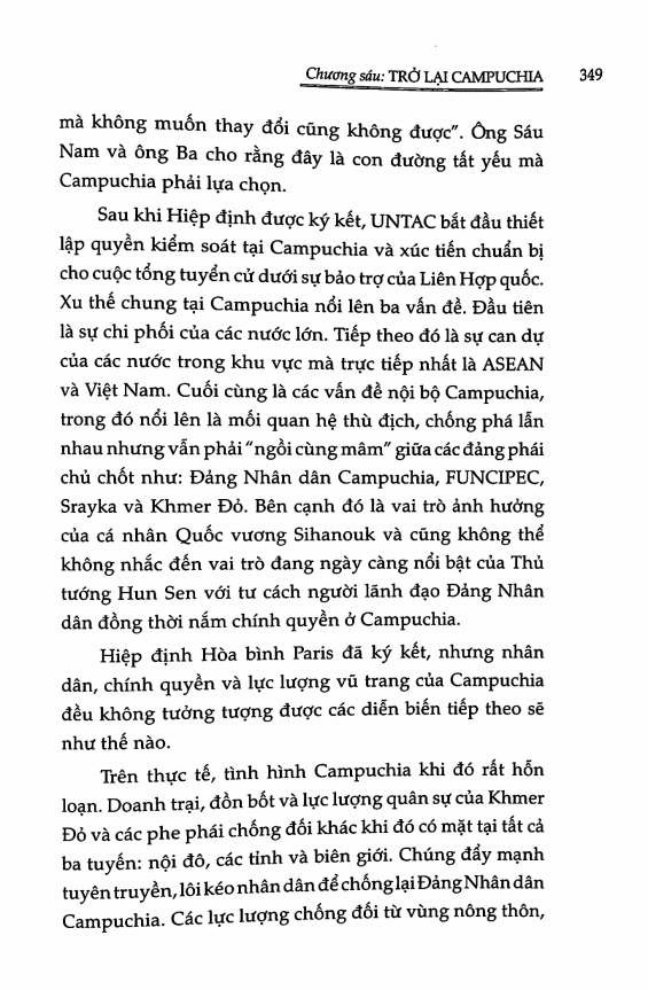 Chương sáu: TRỞ LẠI CAMPUCHIA 349
mà không muốn thay đổi cũng không được". Ông Sáu
Nam và ông Ba cho rằng đây là con đường tất yếu mà
Campuchia phải lựa chọn.
Sau khi Hiệp định được ký kết, UNTAC bắt đầu thiết
lập quyền kiểm soát tại Campuchia và xúc tiến chuẩn bị
cho cuộc tổng tuyển cử dưới sự bảo trợ của Liên Hợp quốc.
Xu thế chung tại Campuchia nổi lên ba vấn đề. Đầu tiên
là sự chi phối của các nước lớn. Tiếp theo đó là sự can dự
của các nước trong khu vực mà trực tiếp nhất là ASEAN
và Việt Nam. Cuối cùng là các vấn đề nội bộ Campuchia,
trong đó nổi lên là mối quan hệ thù địch, chống phá lẫn
nhau nhưng vẫn phải "ngồi cùng mâm" giữa các đảng phái
chủ chốt như: Đảng Nhân dân Campuchia, FUNCIPEC,
Srayka và Khmer Đỏ. Bên cạnh đó là vai trò ảnh hưởng
của cá nhân Quốc vương Sihanouk và cũng không thể
không nhắc đến vai trò đang ngày càng nổi bật của Thủ
tướng Hun Sen với tư cách người lãnh đạo Đảng Nhân
dân đồng thời nắm chính quyền ở Campuchia.
Hiệp định Hòa bình Paris đã ký kết, nhưng nhân
dân, chính quyền và lực lượng vũ trang của Campuchia
đều không tưởng tượng được các diễn biến tiếp theo sẽ
như thế nào.
Trên thực tế, tình hình Campuchia khi đó rất hỗn
loạn. Doanh trại, đồn bốt và lực lượng quân sự của Khmer
Đỏ và các phe phái chống đối khác khi đó có mặt tại tất cả
ba tuyến: nội đô, các tỉnh và biên giới. Chúng đẩy mạnh
tuyên truyền, lôi kéo nhân dân để chống lại Đảng Nhân dân
Campuchia. Các lực lượng chống đối từ vùng nông thôn,